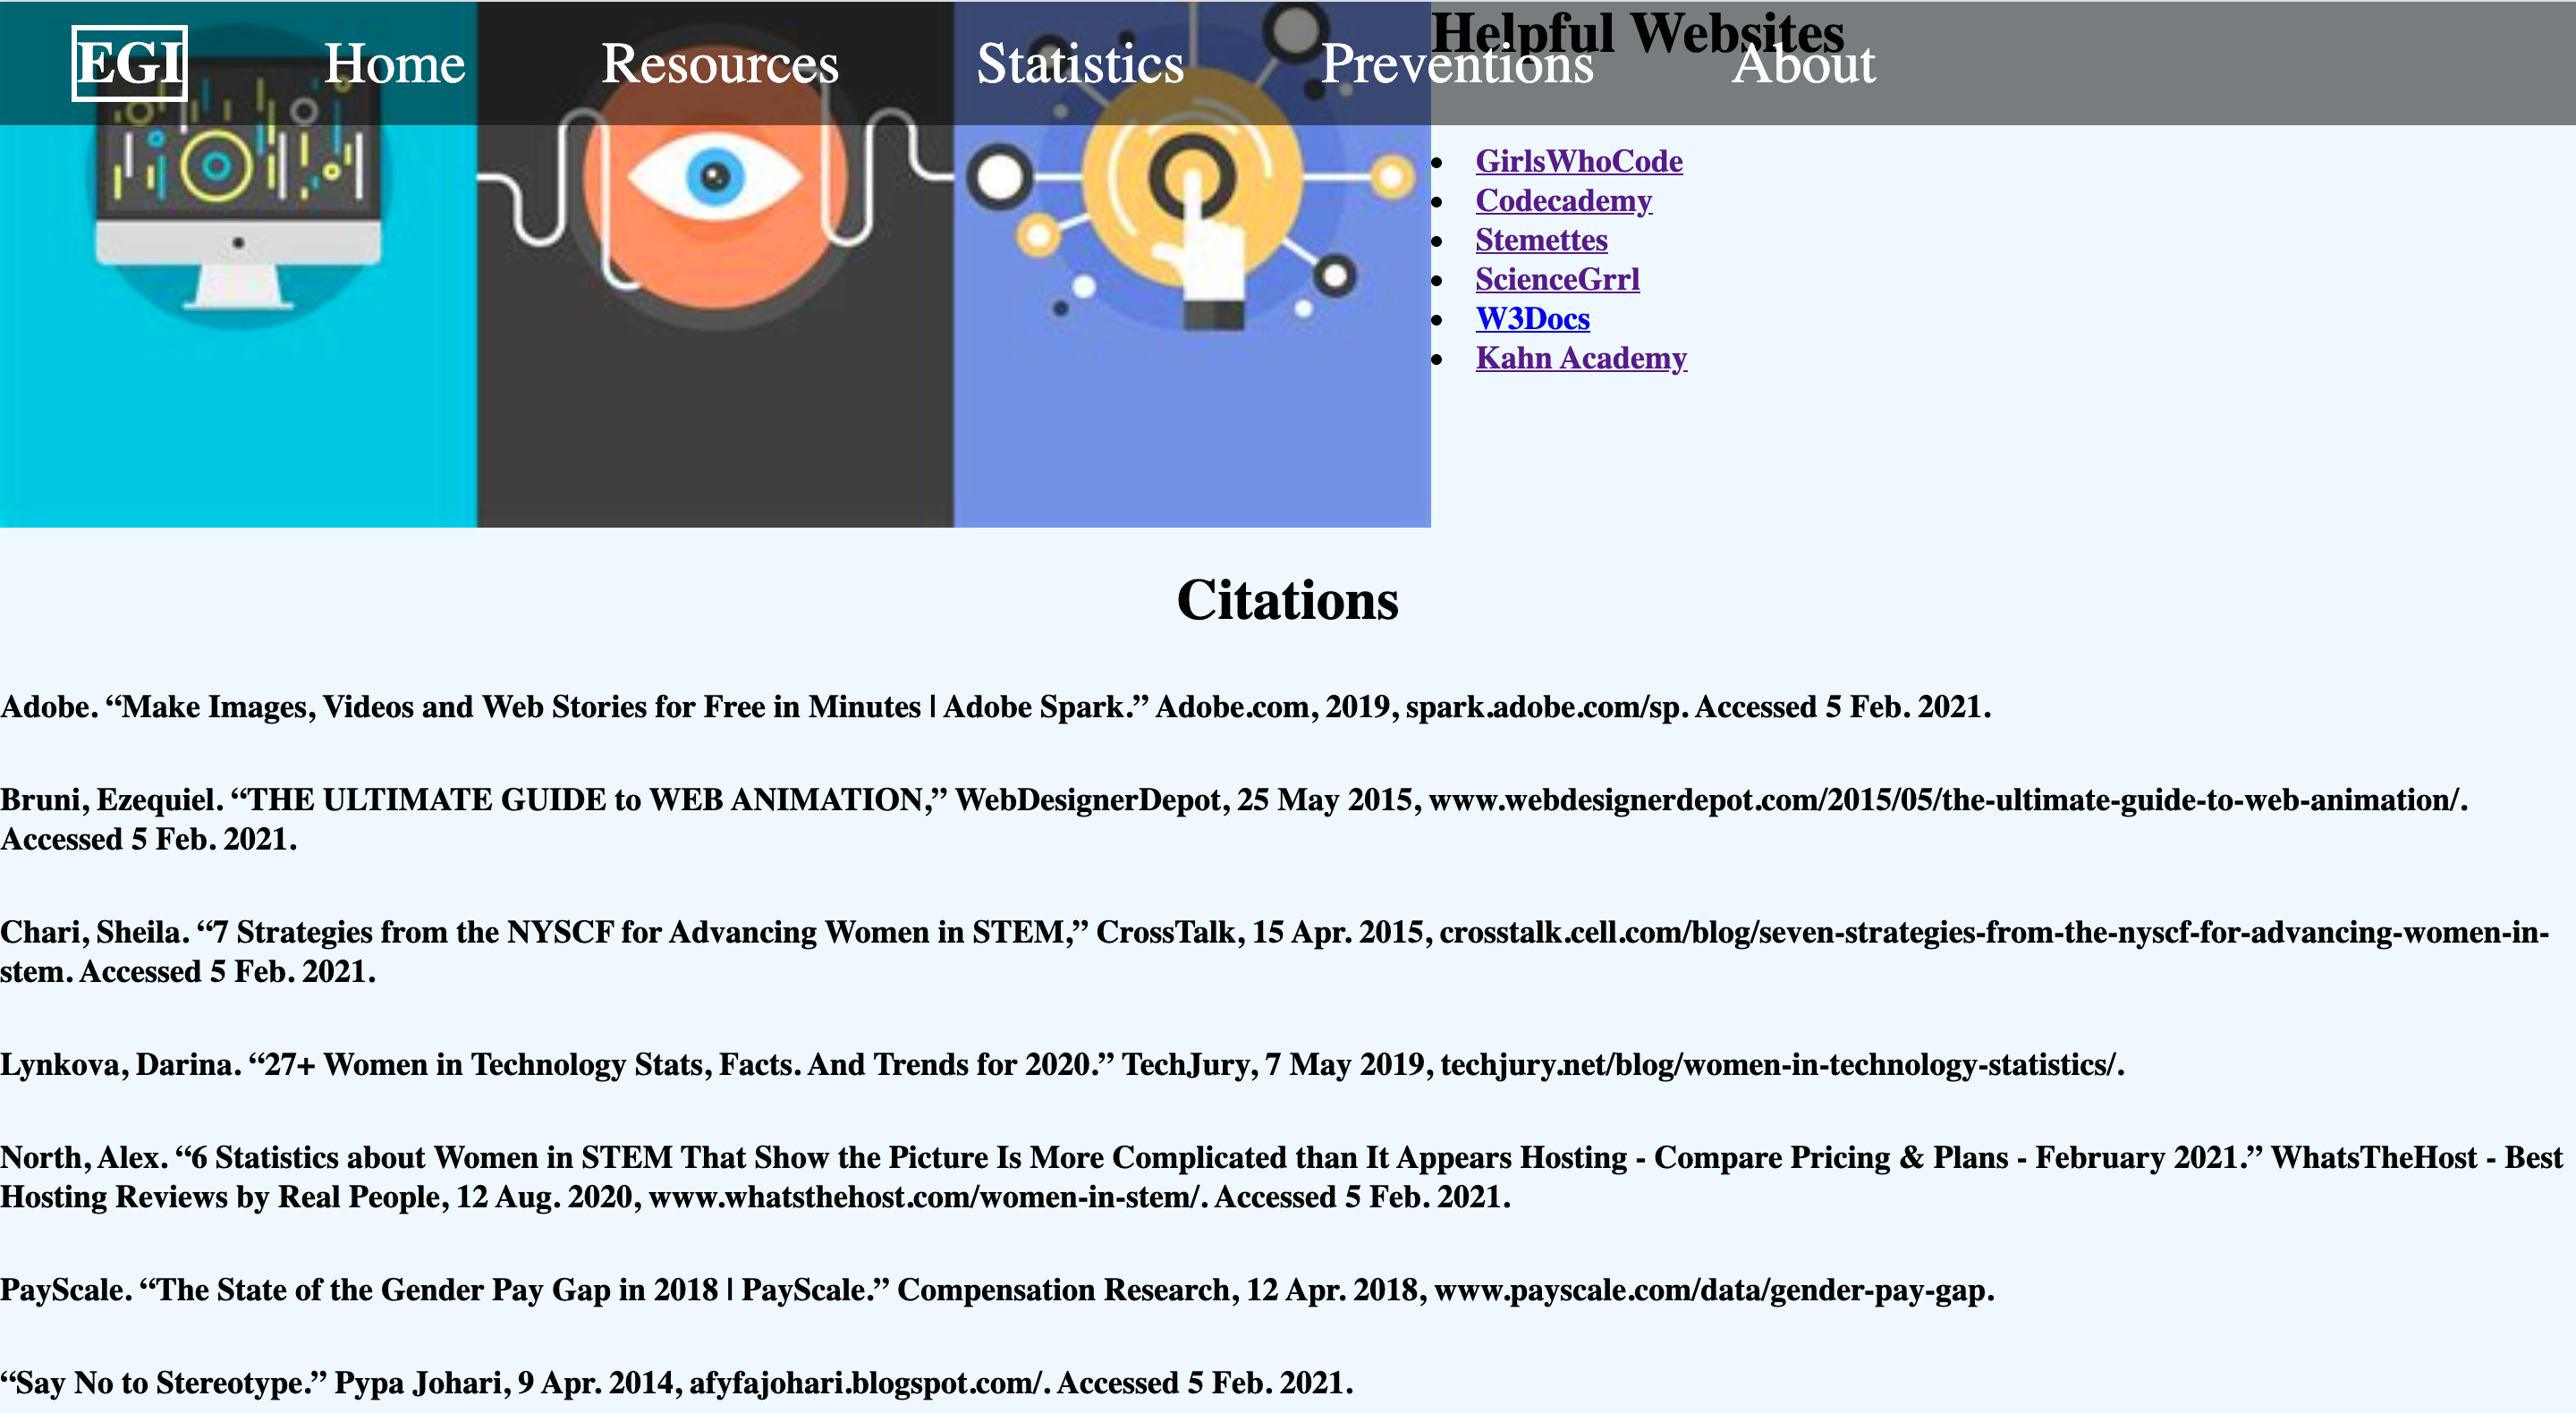 EGI Home Resources Statistics Preventions About
Helpful Websites
GirlsWhoCode
Codecademy
Stemettes
ScienceGrrl
W3Docs
Kahn Academy
Citations
Adobe. “Make Images, Videos and Web Stories for Free in Minutes | Adobe Spark.” Adobe.com, 2019, spark.adobe.com/sp. Accessed 5 Feb. 2021.
Bruni, Ezequiel. “THE ULTIMATE GUIDE to WEB ANIMATION,” WebDesignerDepot, 25 May 2015, www.webdesignerdepot.com/2015/05/the-ultimate-guide-to-web-animation/.
Accessed 5 Feb. 2021.
Chari, Sheila. “7 Strategies from the NYSCF for Advancing Women in STEM,” CrossTalk, 15 Apr. 2015, crosstalk.cell.com/blog/seven-strategies-from-the-nyscf-for-advancing-women-in-
stem. Accessed 5 Feb. 2021.
Lynkova, Darina. “27+ Women in Technology Stats, Facts. And Trends for 2020.” TechJury, 7 May 2019, techjury.net/blog/women-in-technology-statistics/.
North, Alex. “6 Statistics about Women in STEM That Show the Picture Is More Complicated than It Appears Hosting - Compare Pricing & Plans - February 2021.” WhatsTheHost - Best
Hosting Reviews by Real People, 12 Aug. 2020, www.whatsthehost.com/women-in-stem/. Accessed 5 Feb. 2021.
PayScale. “The State of the Gender Pay Gap in 2018 | PayScale.” Compensation Research, 12 Apr. 2018, www.payscale.com/data/gender-pay-gap.
“Say No to Stereotype.” Pypa Johari, 9 Apr. 2014, afyfajohari.blogspot.com/. Accessed 5 Feb. 2021.